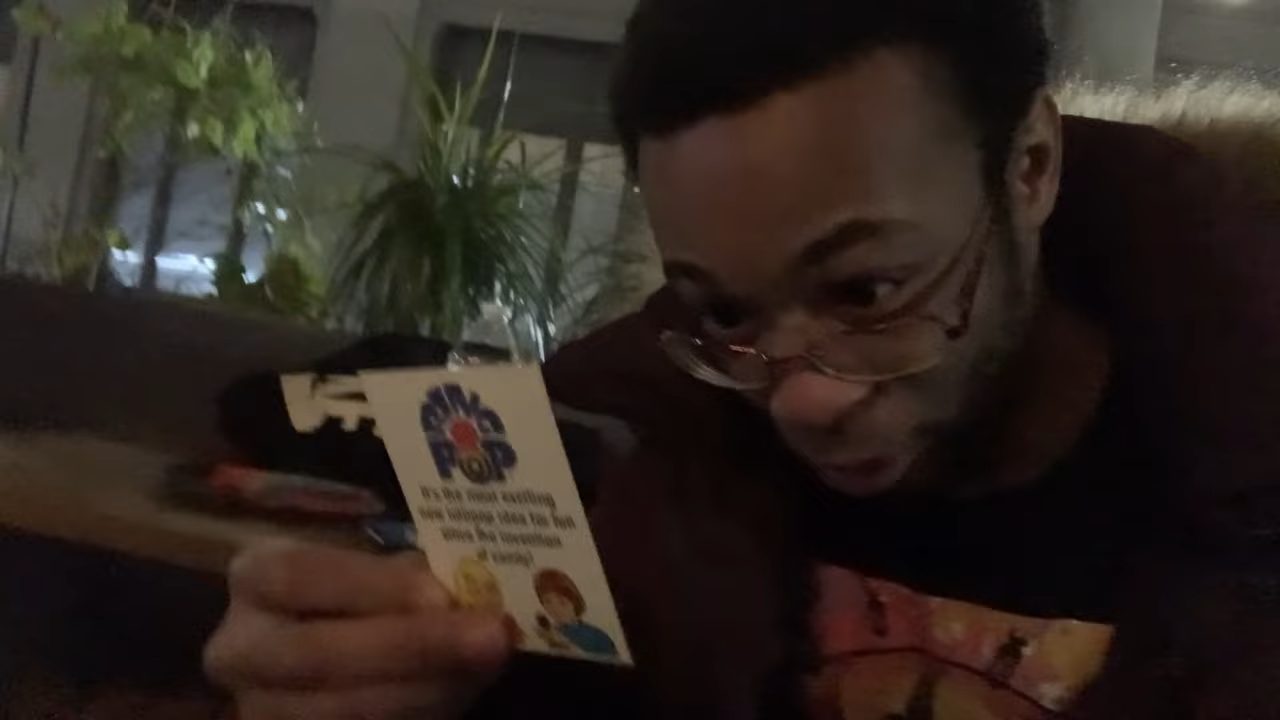 RING
POP
It's the most exciting
new lollipop idea for fun
since the invention
of candy!